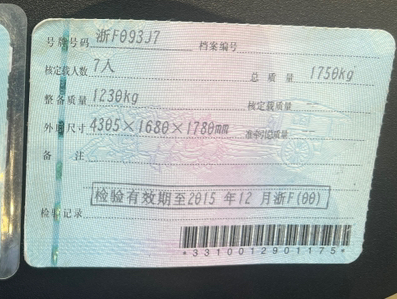 号牌号码 浙F093J7 档案编号
核定载人数 7人 总质量 1750kg
整备质量 1230kg 核定载质量
外廓尺寸 4305×1680×1780mm 准牵引总质量
备注
检验有效期至2015年12月浙F(00)
检验记录
*3310012901175*